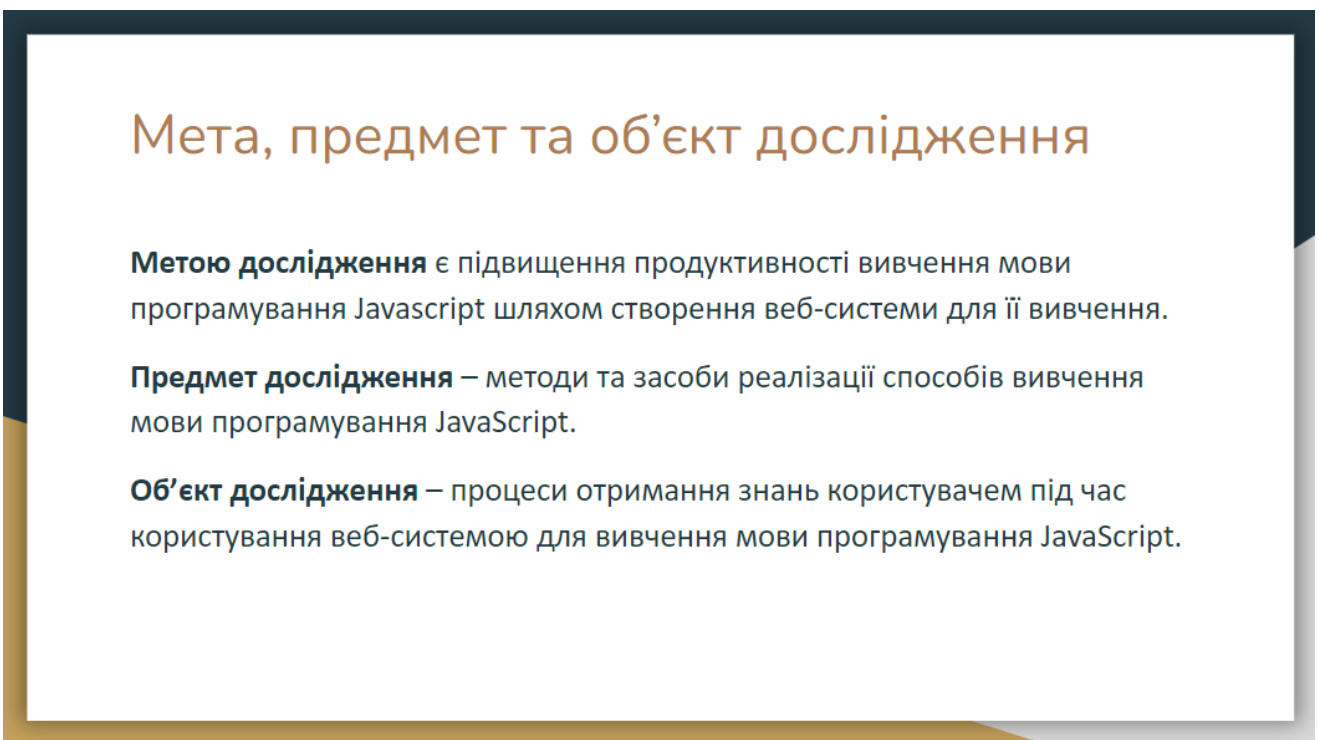 Мета, предмет та об’єкт дослідження
Метою дослідження є підвищення продуктивності вивчення мови
програмування Javascript шляхом створення веб-системи для її вивчення.
Предмет дослідження – методи та засоби реалізації способів вивчення
мови програмування JavaScript.
Об’єкт дослідження – процеси отримання знань користувачем під час
користування веб-системою для вивчення мови програмування JavaScript.